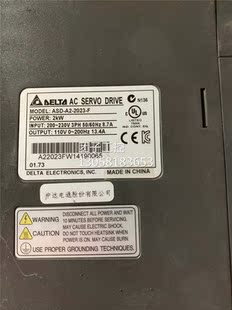 DELTA AC SERVO DRIVE
N136
MODEL: ASD-A2-2023-F
POWER: 2kW
INPUT: 200~230V 3PH 50/60Hz 8.7A
OUTPUT: 110V 0~200Hz 13.4A
13058183653
A22023FW14190060
01.73
DELTA ELECTRONICS, INC.
MADE IN CHINA
WARNING
DISCONNECT ALL POWER AND WAIT 10 MINUTES BEFORE SERVICING.
MAY CAUSE ELECTRIC SHOCK.
DO NOT TOUCH HEATSINK WHEN POWER IS ON. MAY CAUSE BURN.
USE PROPER GROUNDING TECHNIQUES.